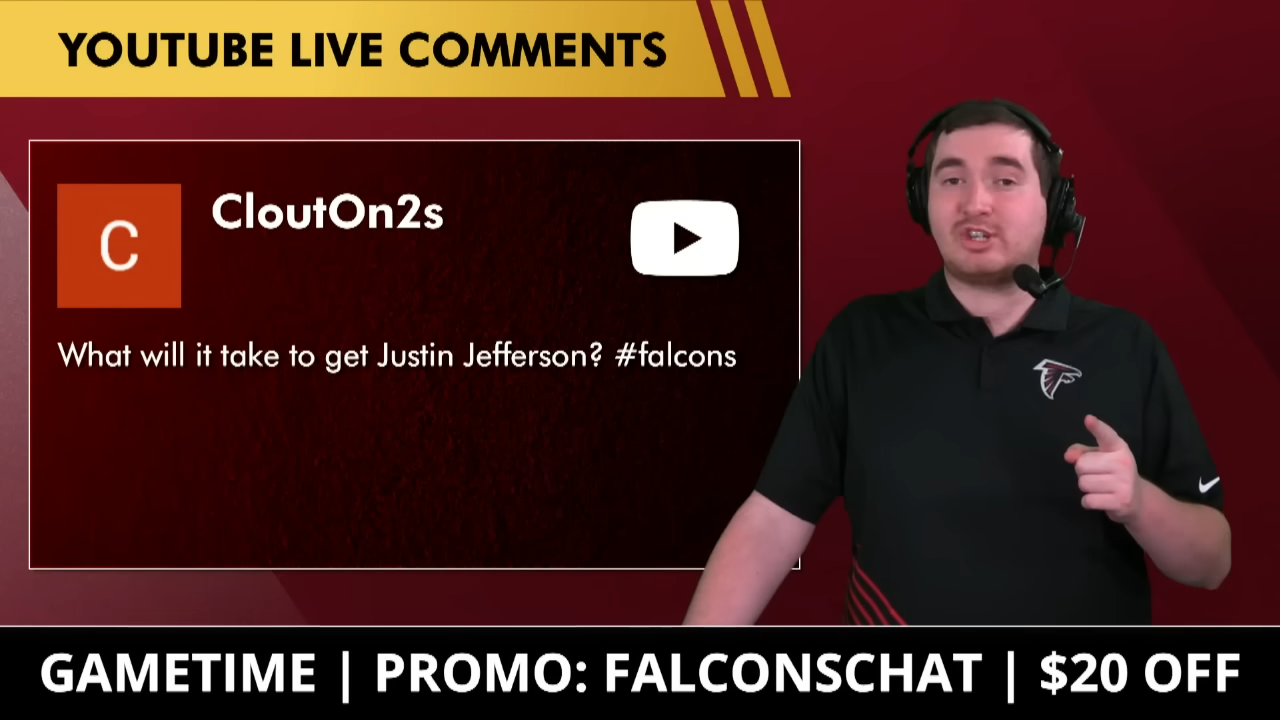 YOUTUBE LIVE COMMENTS
C
CloutOn2s
What will it take to get Justin Jefferson? #falcons
GAMETIME | PROMO: FALCONSCHAT | $20 OFF